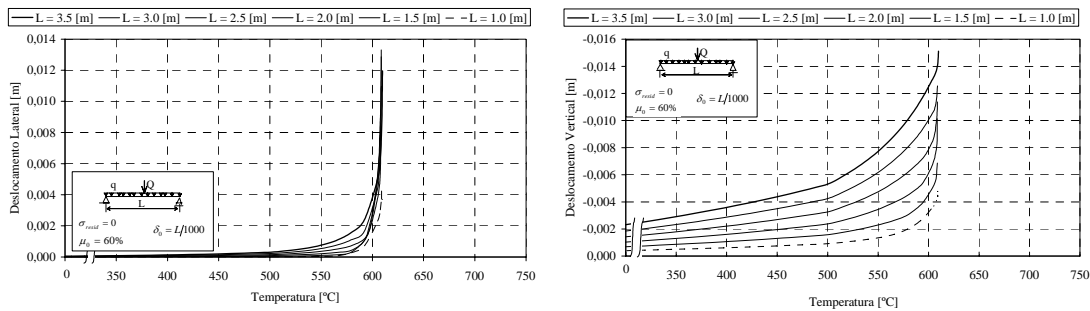 L = 3.5 [m] L = 3.0 [m] L = 2.5 [m] L = 2.0 [m] L = 1.5 [m] L = 1.0 [m]
Deslocamento Lateral [m]
0,014
0,012
0,010
0,008
0,006
0,004
0,002
0,000
q Q
L
σresid = 0
μ0 = 60%
δ0 = L/1000
0 350 400 450 500 550 600 650 700 750
Temperatura [ºC]
L = 3.5 [m] L = 3.0 [m] L = 2.5 [m] L = 2.0 [m] L = 1.5 [m] L = 1.0 [m]
Deslocamento Vertical [m]
-0,016
-0,014
-0,012
-0,010
-0,008
-0,006
-0,004
-0,002
0,000
q Q
L
σresid = 0
μ0 = 60%
δ0 = L/1000
0 350 400 450 500 550 600 650 700 750
Temperatura [ºC]